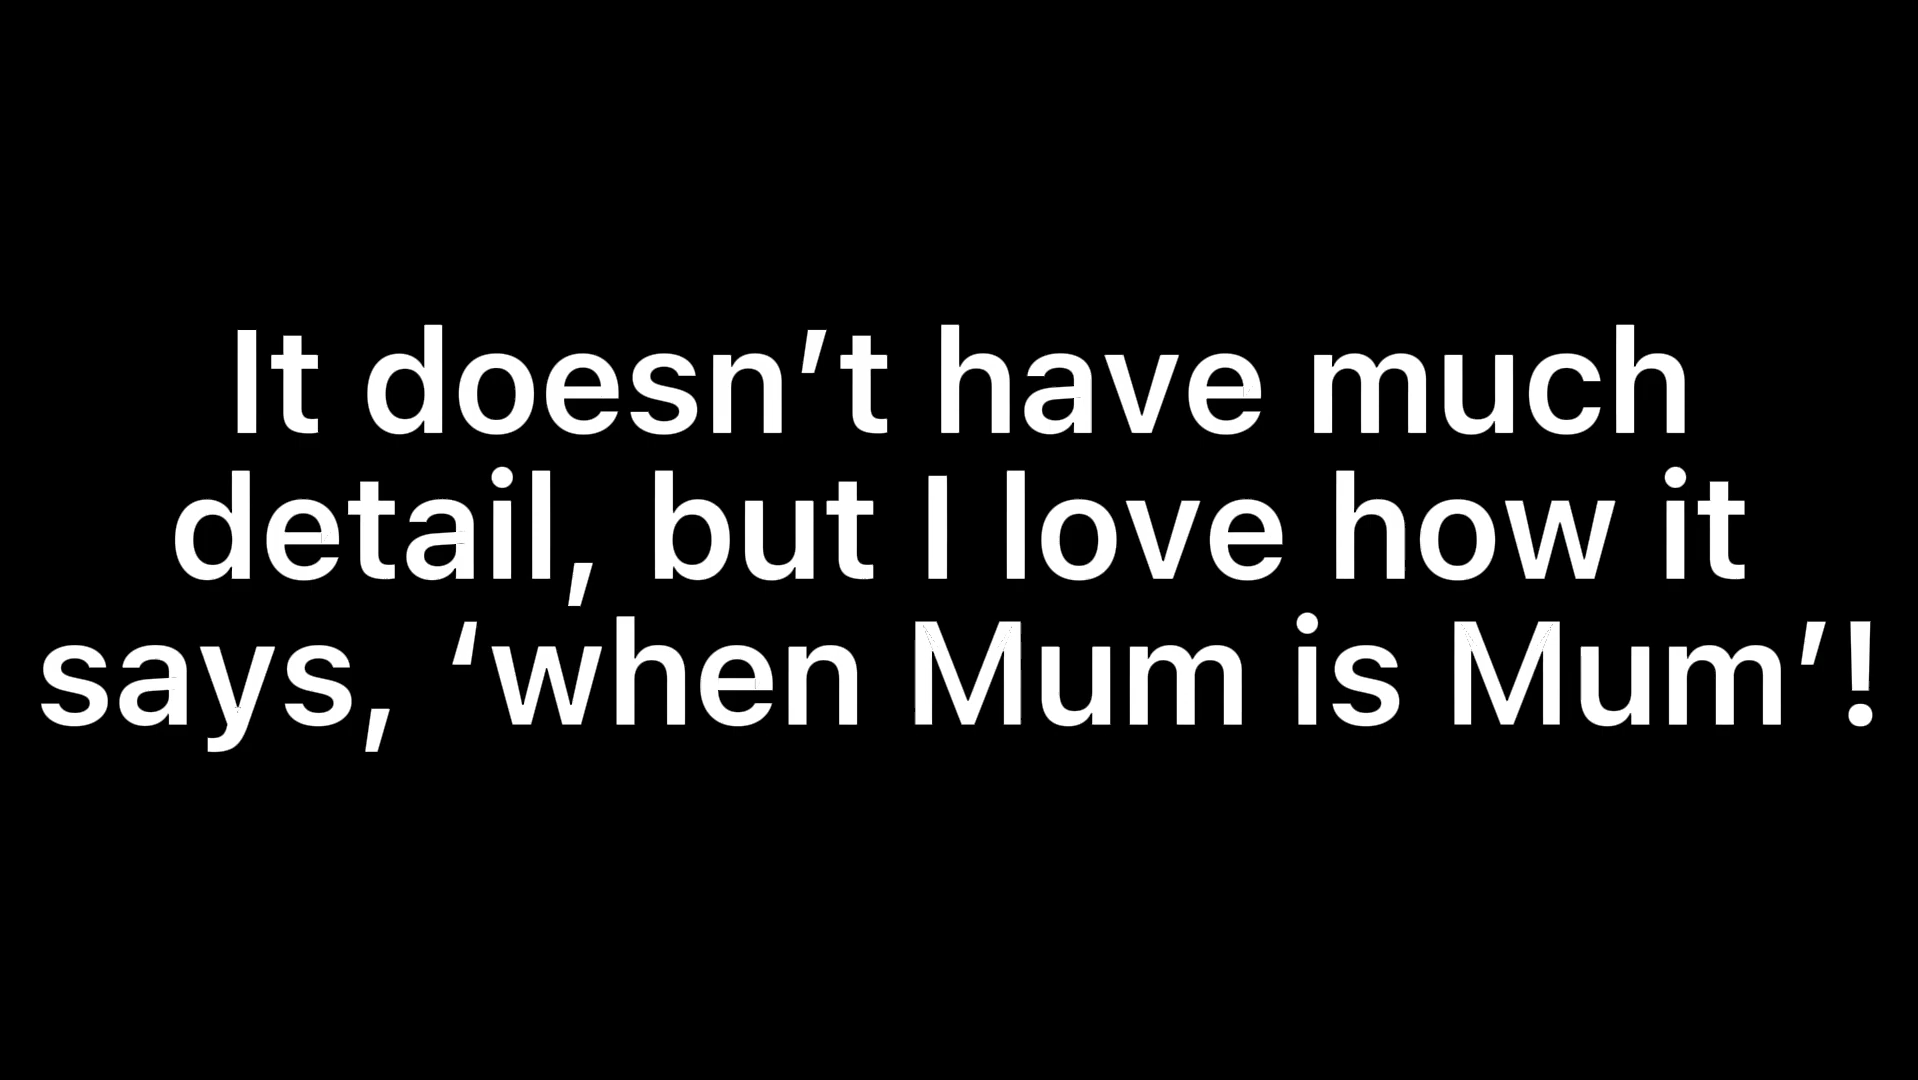 It doesn’t have much
detail, but I love how it
says, ‘when Mum is Mum’!